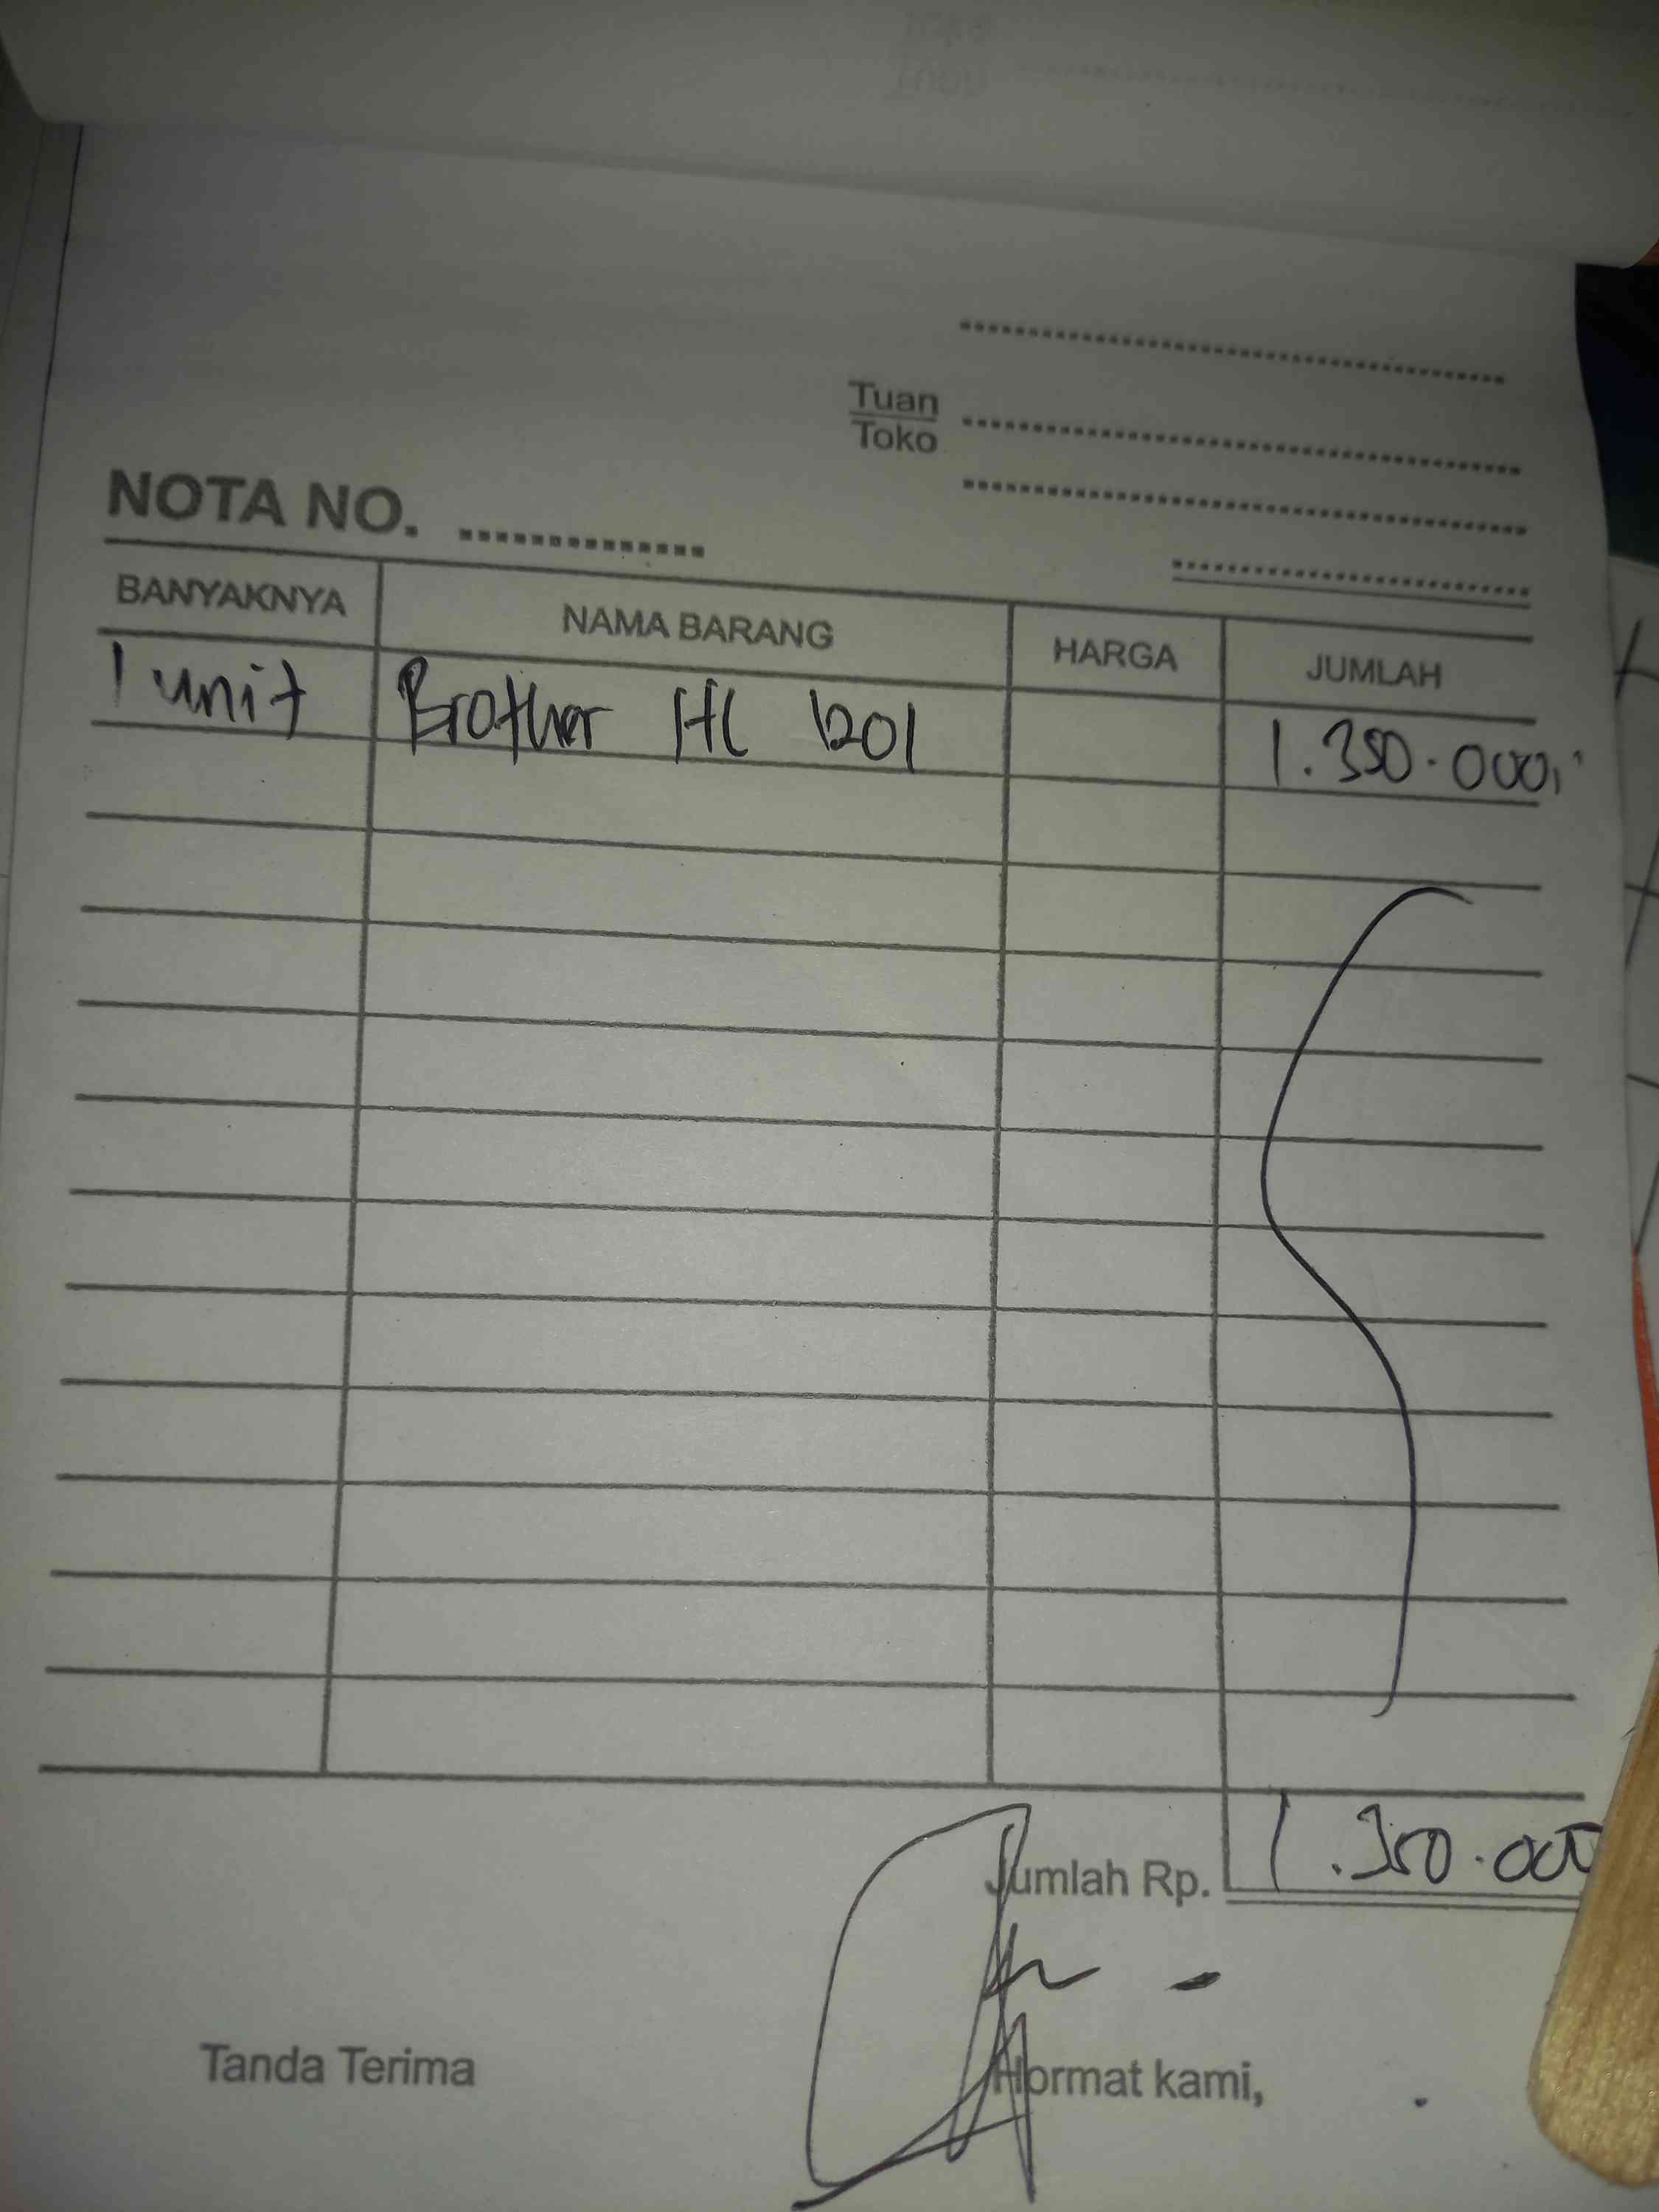 Tuan
Toko
NOTA NO.
BANYAKNYA NAMA BARANG HARGA JUMLAH
1 unit Brother HL 1201 1.350.000,-
Jumlah Rp. 1.350.000
Tanda Terima Hormat kami,